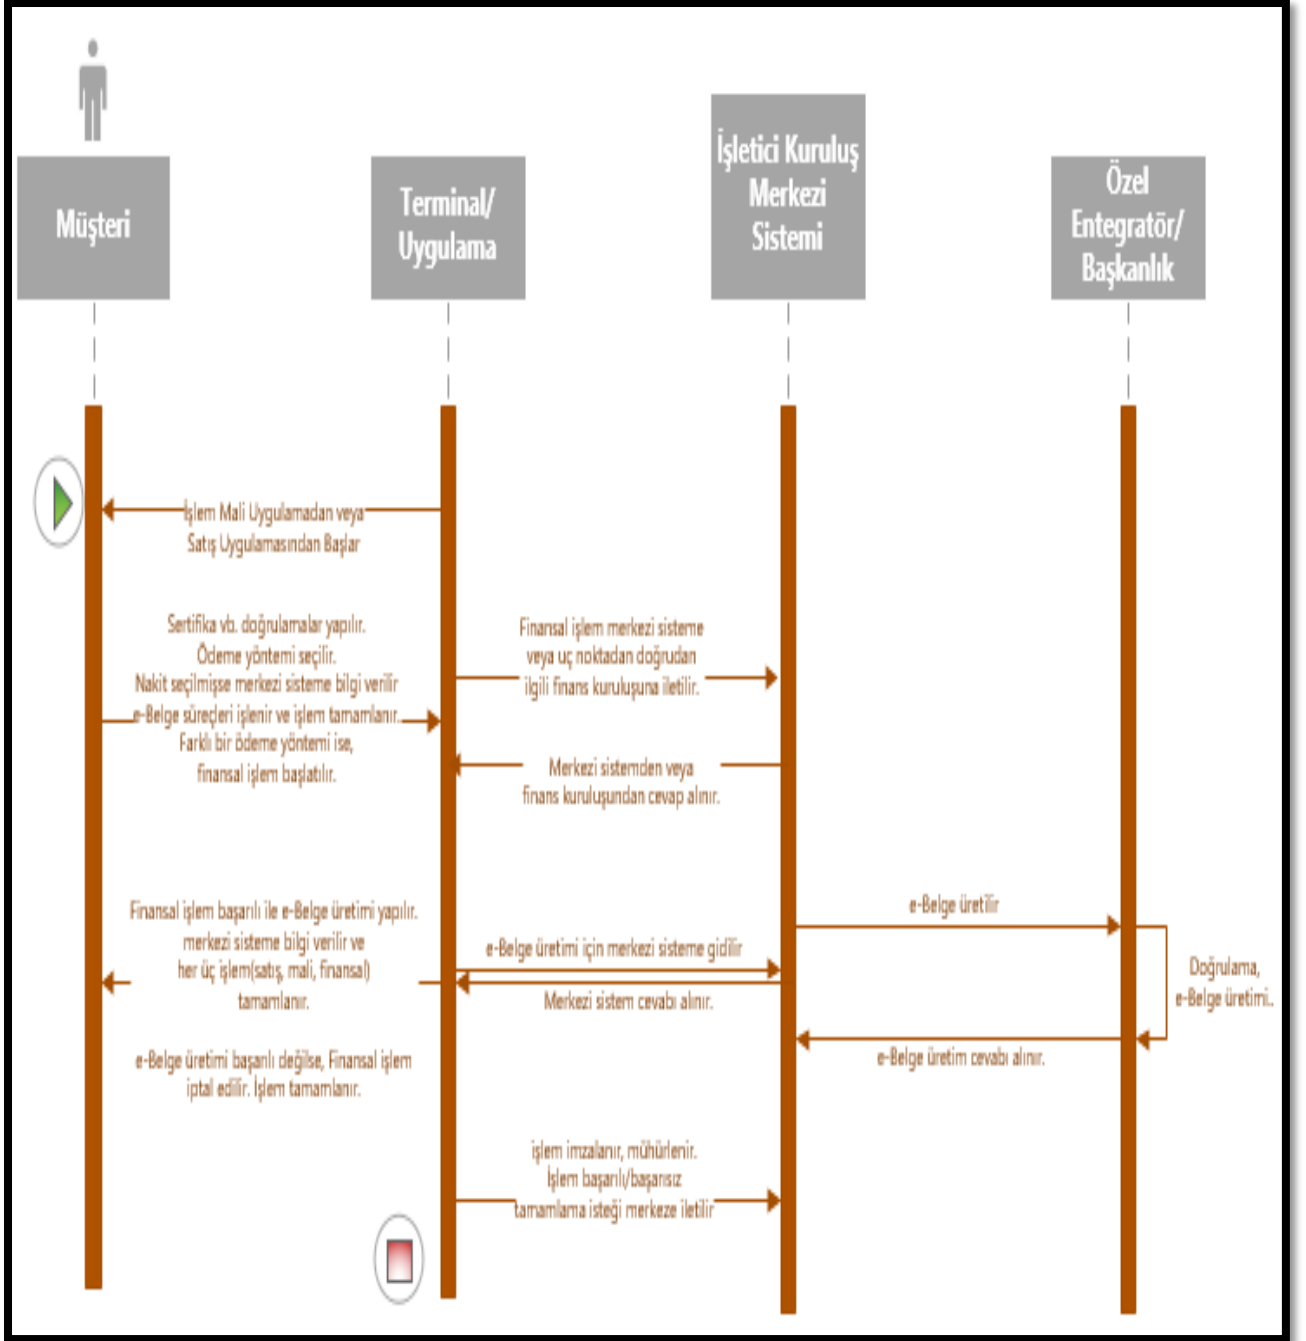 Müşteri
Terminal/
Uygulama
İşletici Kuruluş
Merkezi
Sistemi
Özel
Entegratör/
Başkanlık
İşlem Mali Uygulamadan veya
Satış Uygulamasından Başlar
Sertifika vb. doğrulamalar yapılır.
Ödeme yöntemi seçilir.
Nakit seçilmişse merkezi sisteme bilgi verilir
e-Belge süreçleri işlenir ve işlem tamamlanır.
Farklı bir ödeme yöntemi ise,
finansal işlem başlatılır.
Finansal işlem merkezi sisteme
veya uç noktadan doğrudan
ilgili finans kuruluşuna iletilir.
Merkezi sistemden veya
finans kuruluşundan cevap alınır.
e-Belge üretilir
Doğrulama,
e-Belge üretimi..
e-Belge üretim cevabı alınır.
e-Belge üretimi için merkezi sisteme gidilir
Merkezi sistem cevabı alınır.
Finansal işlem başarılı ile e-Belge üretimi yapılır.
merkezi sisteme bilgi verilir ve
her üç işlem(satış, mali, finansal)
tamamlanır.
e-Belge üretimi başarılı değilse, Finansal işlem
iptal edilir. İşlem tamamlanır.
işlem imzalanır, mühürlenir.
İşlem başarılı/başarısız
tamamlama isteği merkeze iletilir